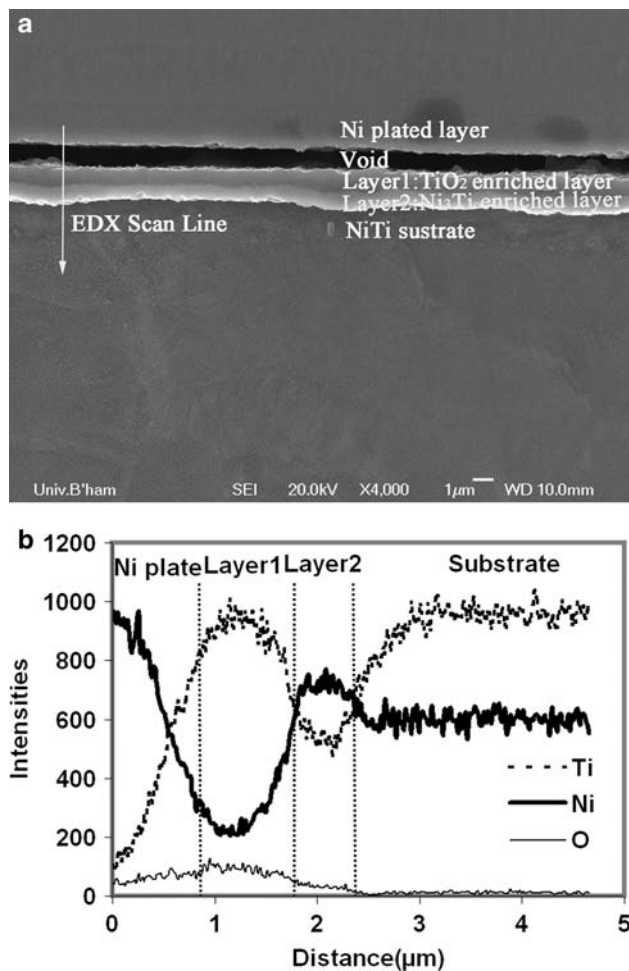 a
Ni plated layer
Void
Layer1:TiO2 enriched layer
Layer2:Ni3Ti enriched layer
EDX Scan Line
NiTi sustrate
Univ.B'ham SEI 20.0kV X4,000 1μm WD 10.0mm
b
1200
Ni plate Layer1 Layer2 Substrate
1000
800
600
400
200
0
Intensities
Ti
Ni
O
0 1 2 3 4 5
Distance(μm)